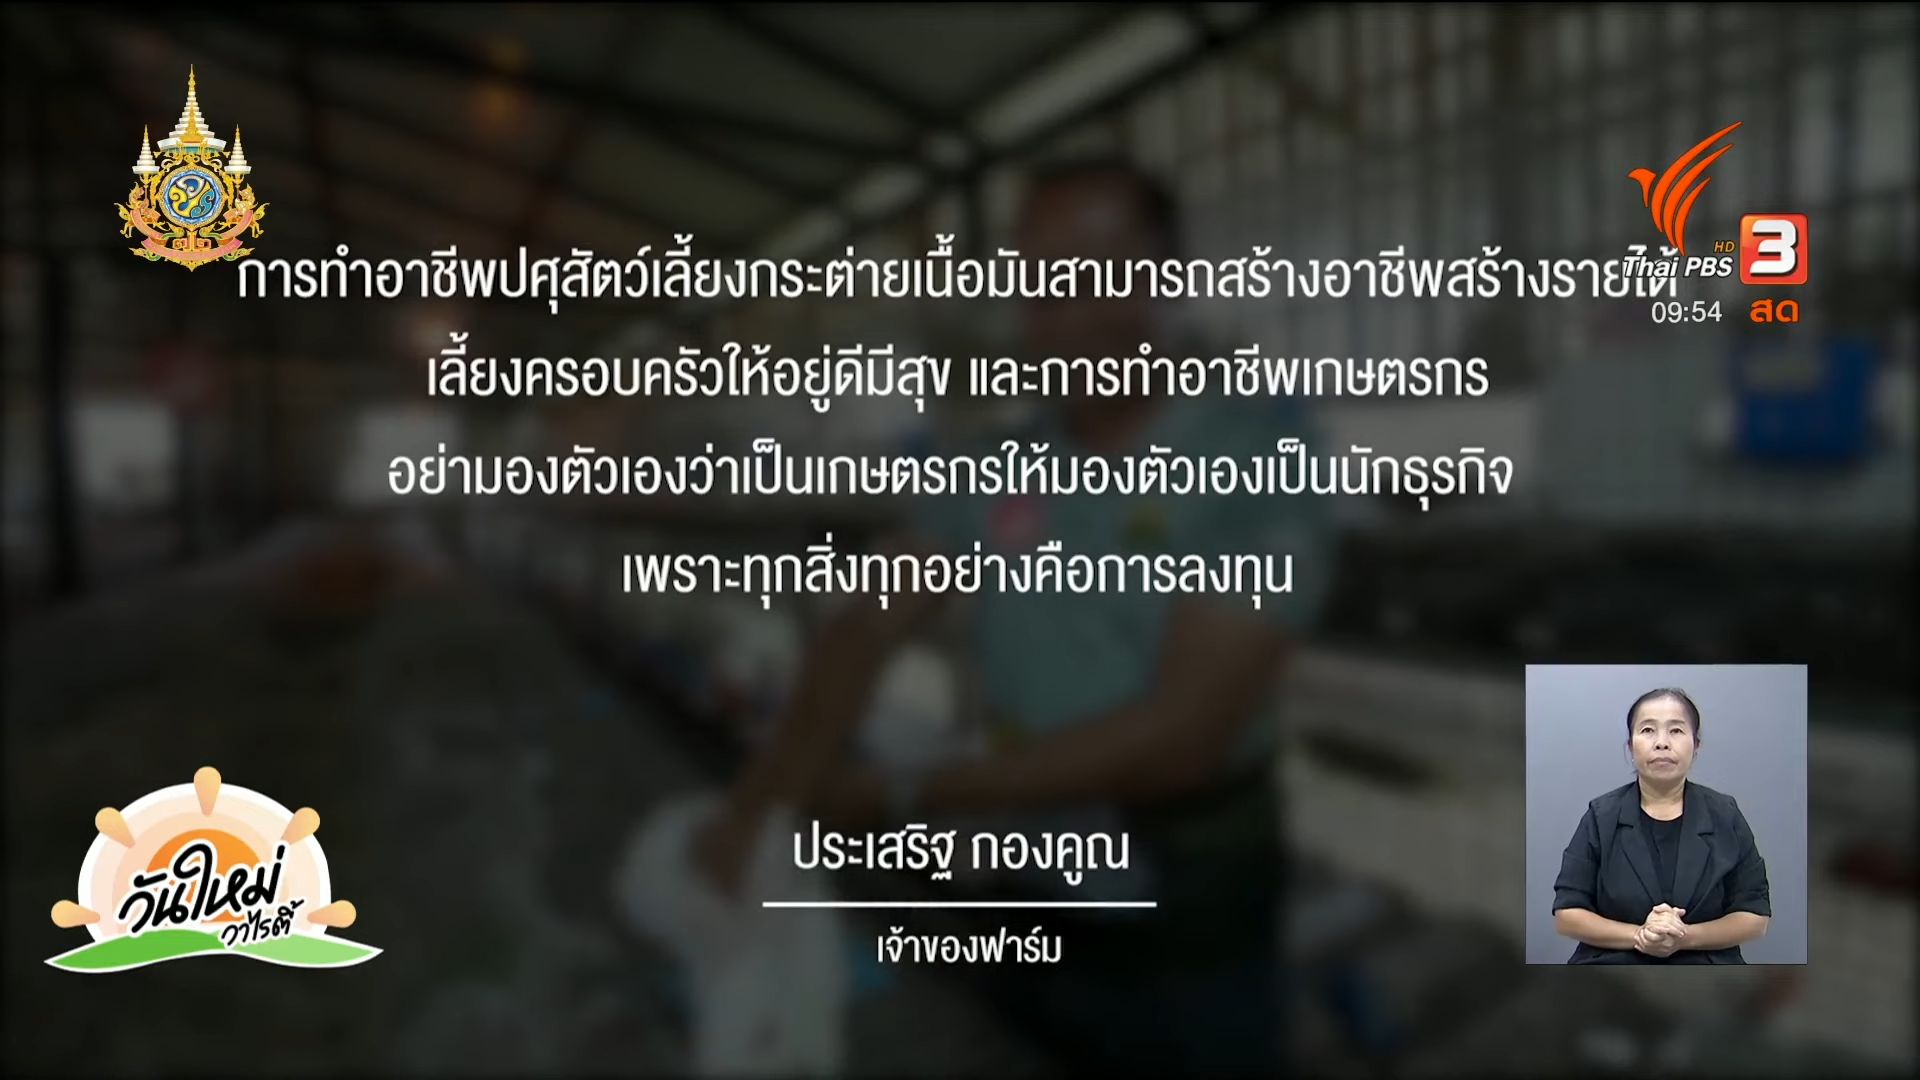 การทำอาชีพปศุสัตว์เลี้ยงกระต่ายเนื้อมันสามารถสร้างอาชีพสร้างรายได้
เลี้ยงครอบครัวให้อยู่ดีมีสุข และการทำอาชีพเกษตรกร
อย่ามองตัวเองว่าเป็นเกษตรกรให้มองตัวเองเป็นนักธุรกิจ
เพราะทุกสิ่งทุกอย่างคือการลงทุน
ประเสริฐ กองคูณ
เจ้าของฟาร์ม
HD
Thai PBS 3
09:54 สด
วันใหม่
วาไรตี้
๗๒